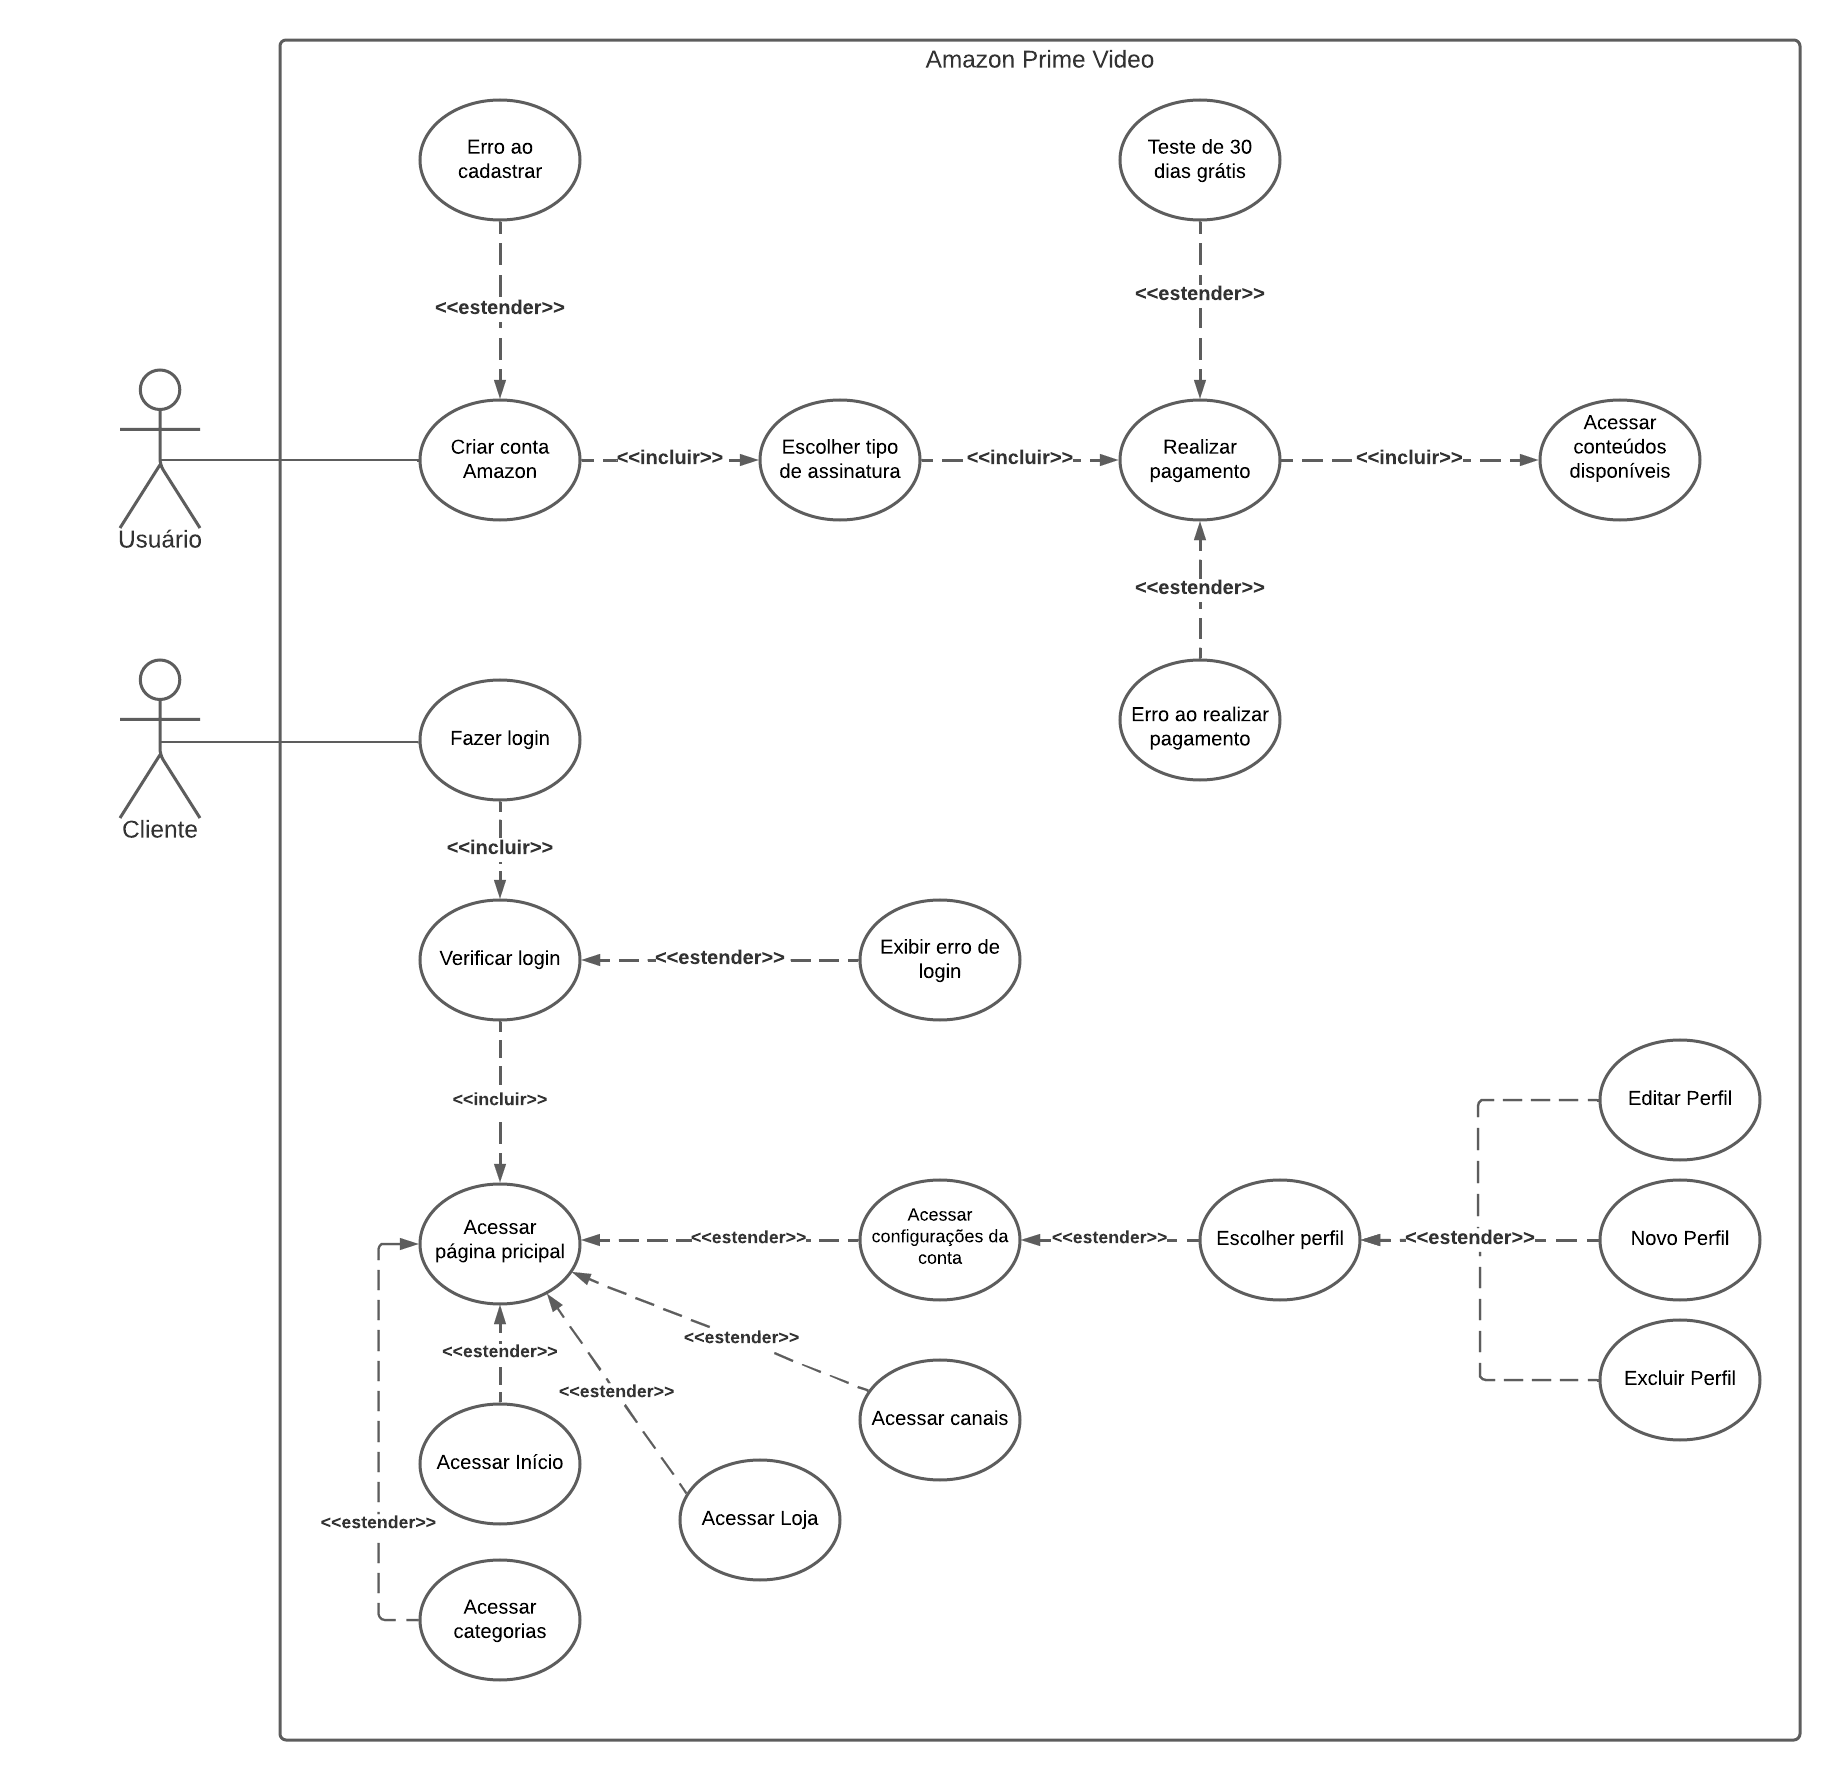 Amazon Prime Video
Erro ao
cadastrar
Teste de 30
dias grátis
<<estender>>
<<estender>>
Usuário
Criar conta
Amazon
<<incluir>>
Escolher tipo
de assinatura
<<incluir>>
Realizar
pagamento
<<incluir>>
Acessar
conteúdos
disponíveis
<<estender>>
Erro ao realizar
pagamento
Cliente
Fazer login
<<incluir>>
Verificar login
<<estender>>
Exibir erro de
login
<<incluir>>
Acessar
página pricipal
<<estender>>
Acessar
configurações da
conta
<<estender>>
Escolher perfil
<<estender>>
Editar Perfil
Novo Perfil
Excluir Perfil
<<estender>>
<<estender>>
<<estender>>
Acessar canais
Acessar Início
Acessar Loja
<<estender>>
Acessar
categorias